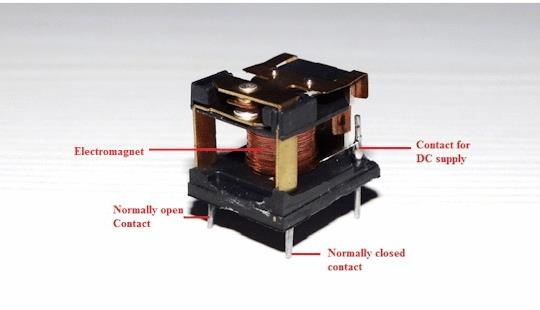 Electromagnet
Contact for
DC supply
Normally open
Contact
Normally closed
contact